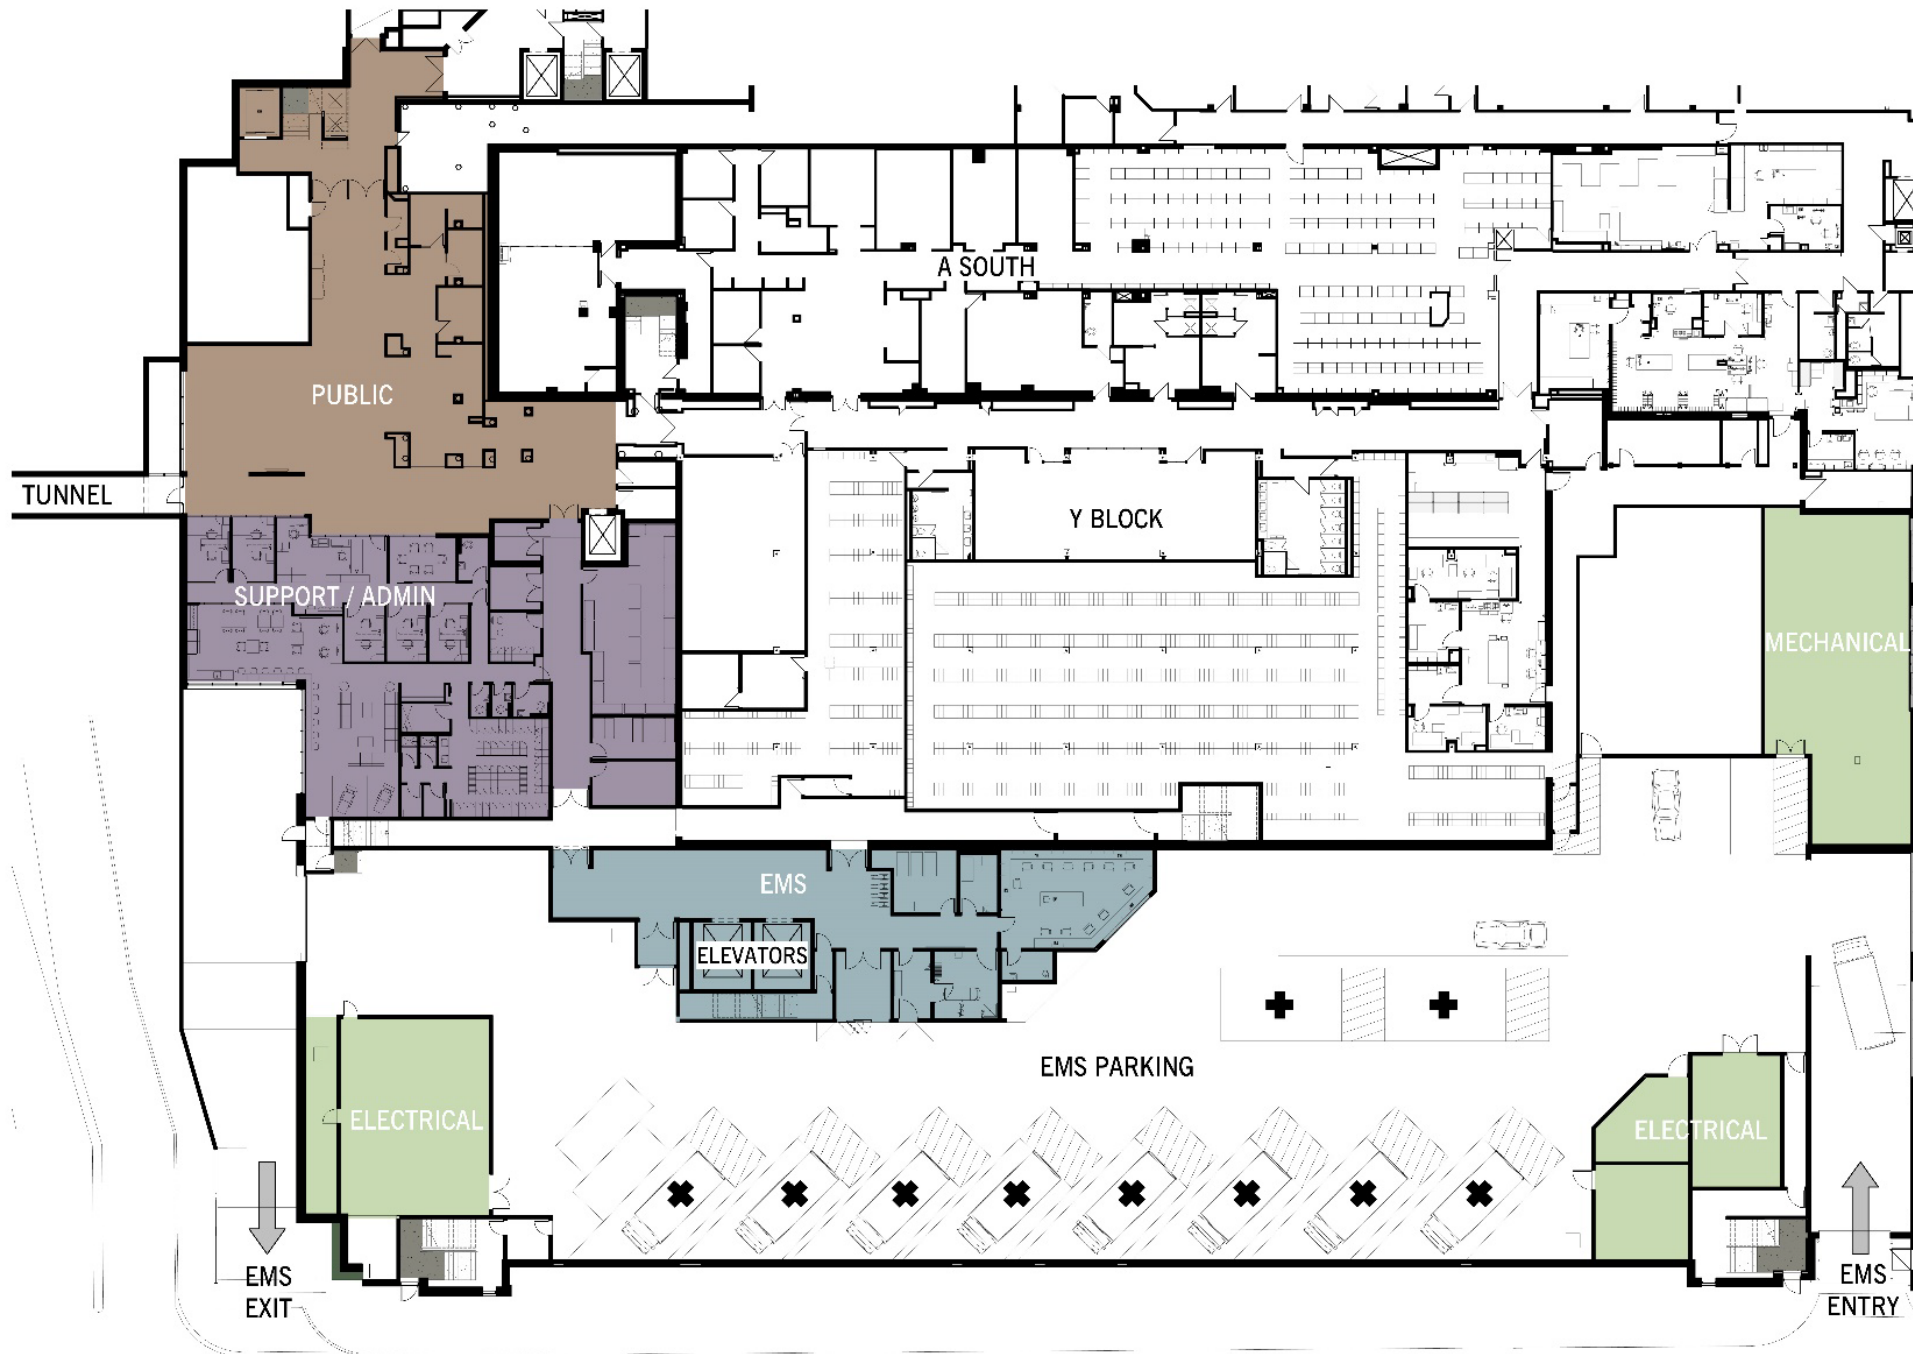 A SOUTH
PUBLIC
TUNNEL
Y BLOCK
SUPPORT / ADMIN
MECHANICAL
EMS
ELEVATORS
EMS PARKING
ELECTRICAL
ELECTRICAL
EMS
EXIT
EMS
ENTRY